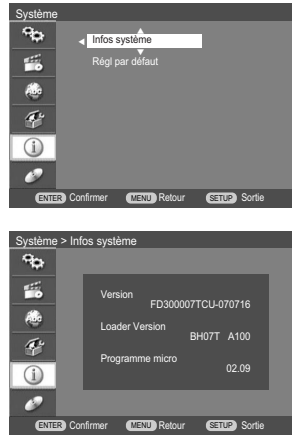 Système
Infos système
Régl par défaut
ENTER Confirmer MENU Retour SETUP Sortie
Système > Infos système
Version
FD300007TCU-070716
Loader Version
BH07T A100
Programme micro
02.09
ENTER Confirmer MENU Retour SETUP Sortie